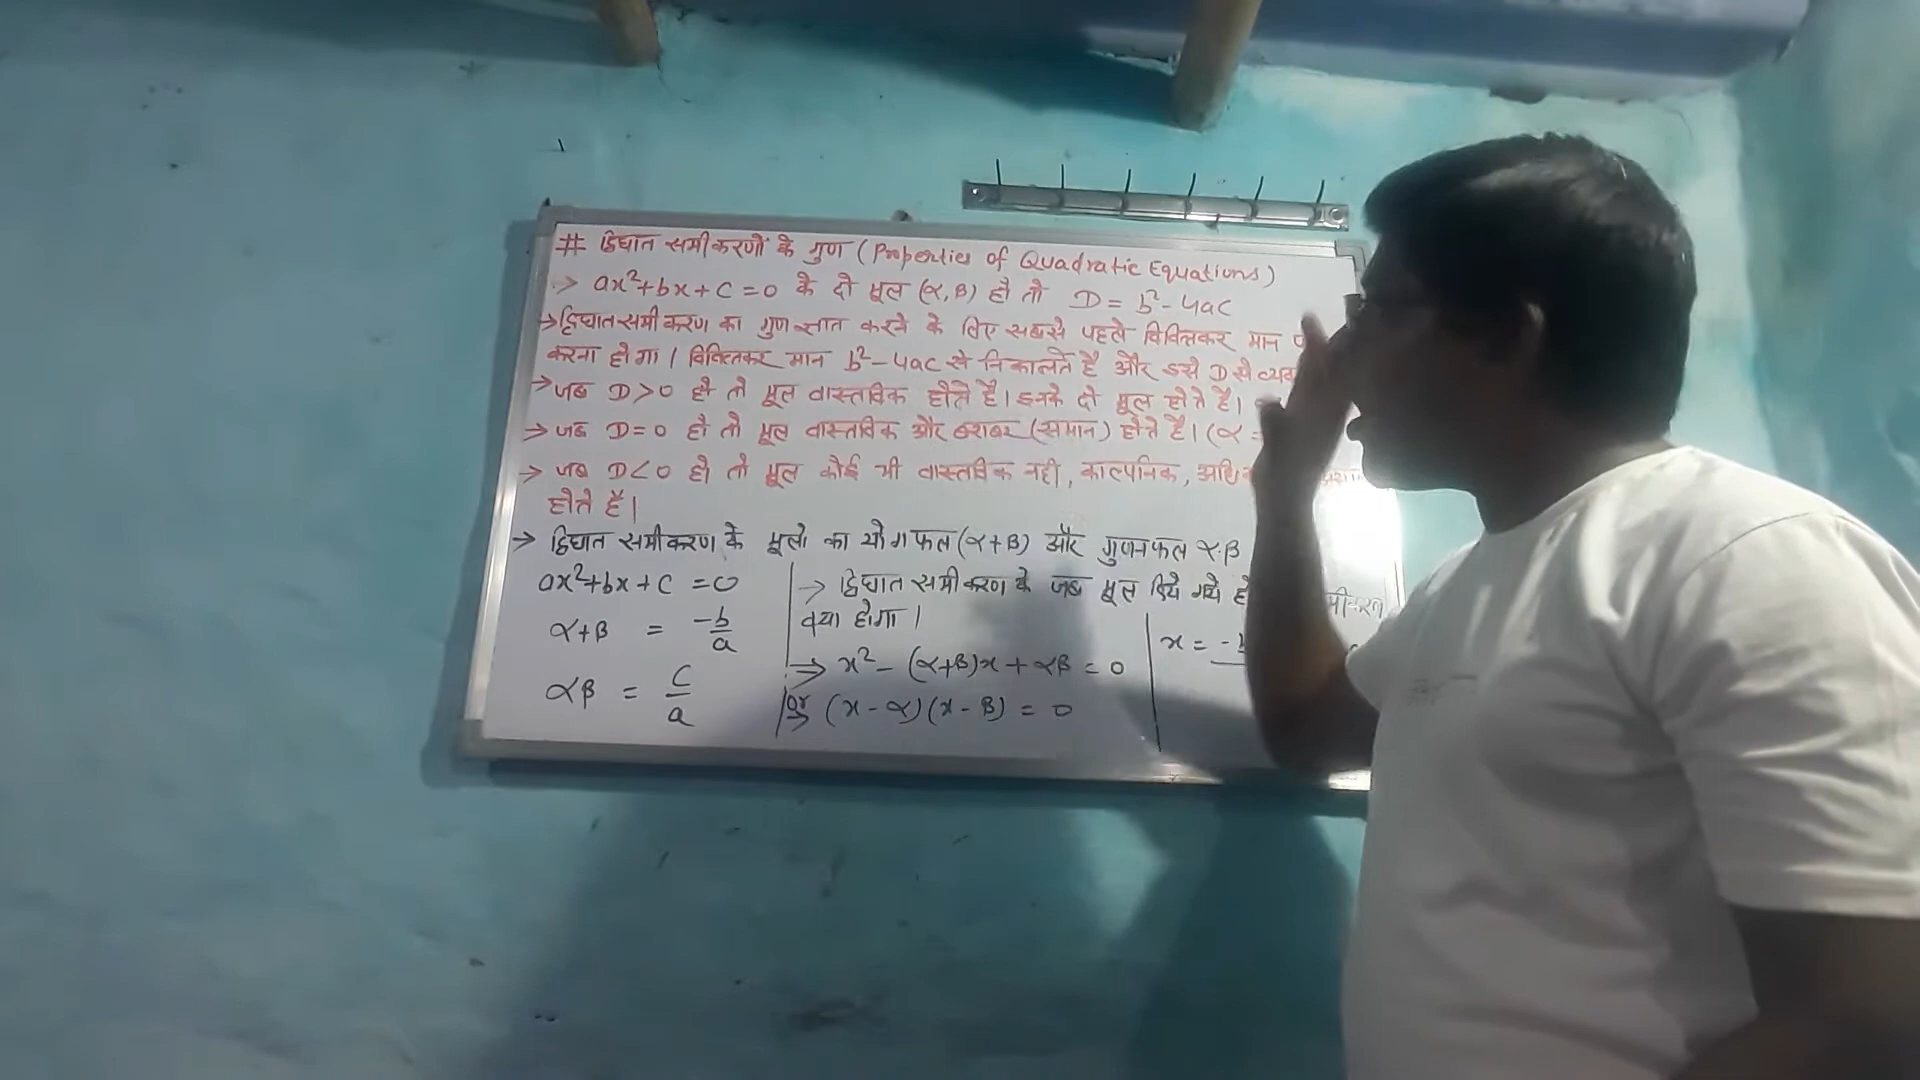 # द्विघात समीकरणों के गुण (Properties of Quadratic Equations)
-> ax²+bx+c=0 के दो मूल (α, β) हो तो D = b²-4ac
-> द्विघात समीकरण का गुण ज्ञात करने के लिए सबसे पहले विविक्तकर मान
करना होगा। विविक्तकर मान b²-4ac से निकालते है और इसे D से
-> जब D>0 हो तो मूल वास्तविक होते है। इनके दो मूल होते है।
-> जब D=0 हो तो मूल वास्तविक और बराबर (समान) होते है। (α =
-> जब D<0 हो तो मूल कोई भी वास्तविक नही, काल्पनिक,
होते है।
-> द्विघात समीकरण के मूलो का योगफल (α+β) और गुणनफल α.β
ax²+bx+c = 0
α+β = -b/a
αβ = c/a
-> द्विघात समीकरण के जब मूल दिये गये हो
क्या होगा।
-> x² - (α+β)x + αβ = 0
or -> (x-α)(x-β) = 0
x = -b